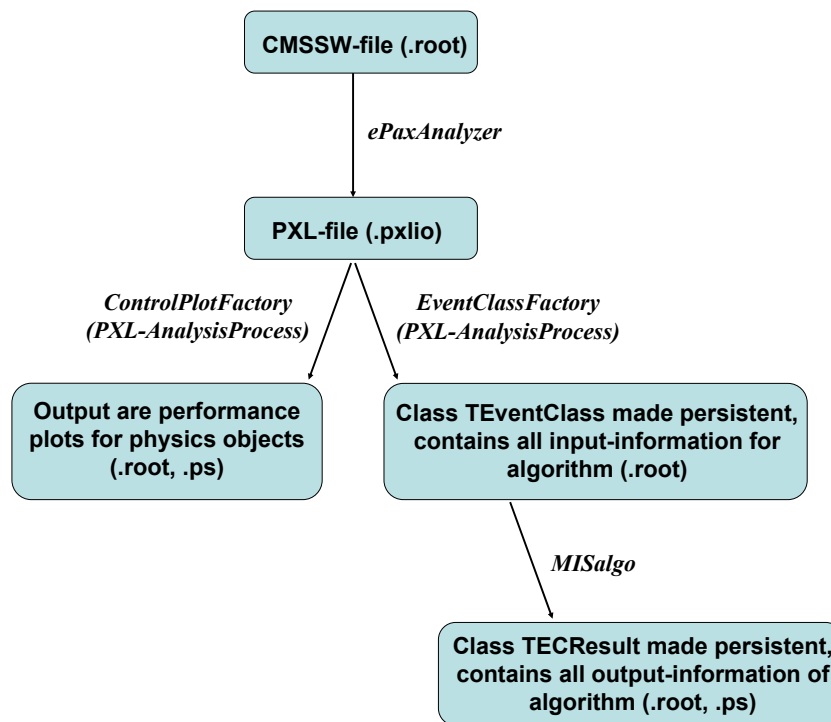 CMSSW-file (.root)
ePaxAnalyzer
PXL-file (.pxlio)
ControlPlotFactory
(PXL-AnalysisProcess)
EventClassFactory
(PXL-AnalysisProcess)
Output are performance
plots for physics objects
(.root, .ps)
Class TEventClass made persistent,
contains all input-information for
algorithm (.root)
MISalgo
Class TECResult made persistent,
contains all output-information of
algorithm (.root, .ps)